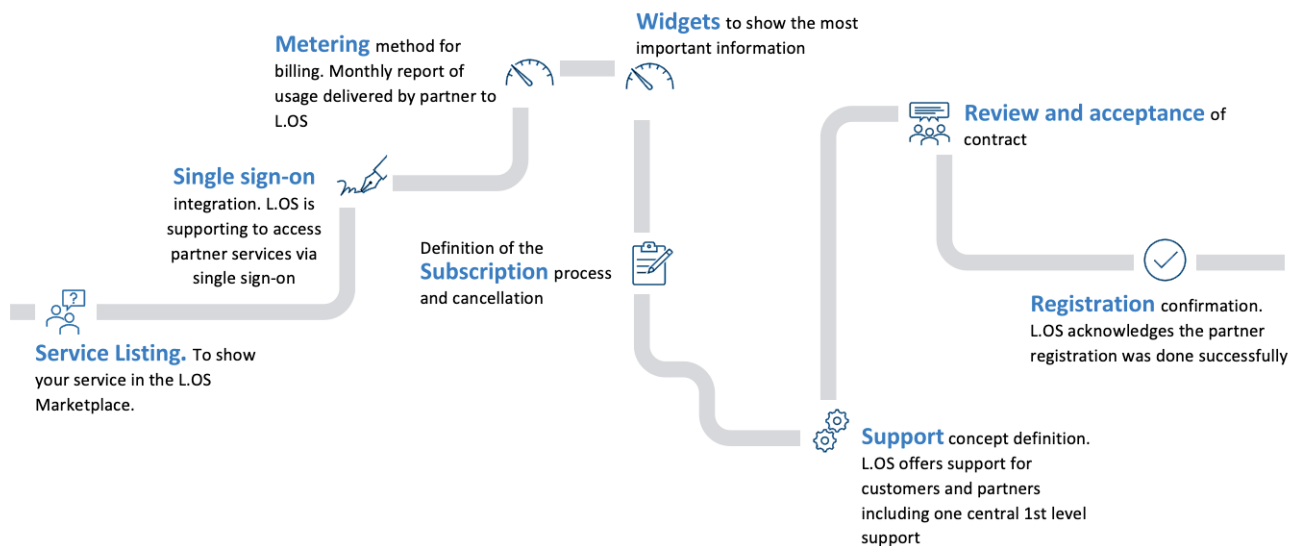 Service Listing. To show
your service in the L.OS
Marketplace.
?
Single sign-on
integration. L.OS is
supporting to access
partner services via
single sign-on
Metering method for
billing. Monthly report of
usage delivered by partner to
L.OS
Widgets to show the most
important information
Definition of the
Subscription process
and cancellation
Support concept definition.
L.OS offers support for
customers and partners
including one central 1st level
support
Review and acceptance of
contract
Registration confirmation.
L.OS acknowledges the partner
registration was done successfully